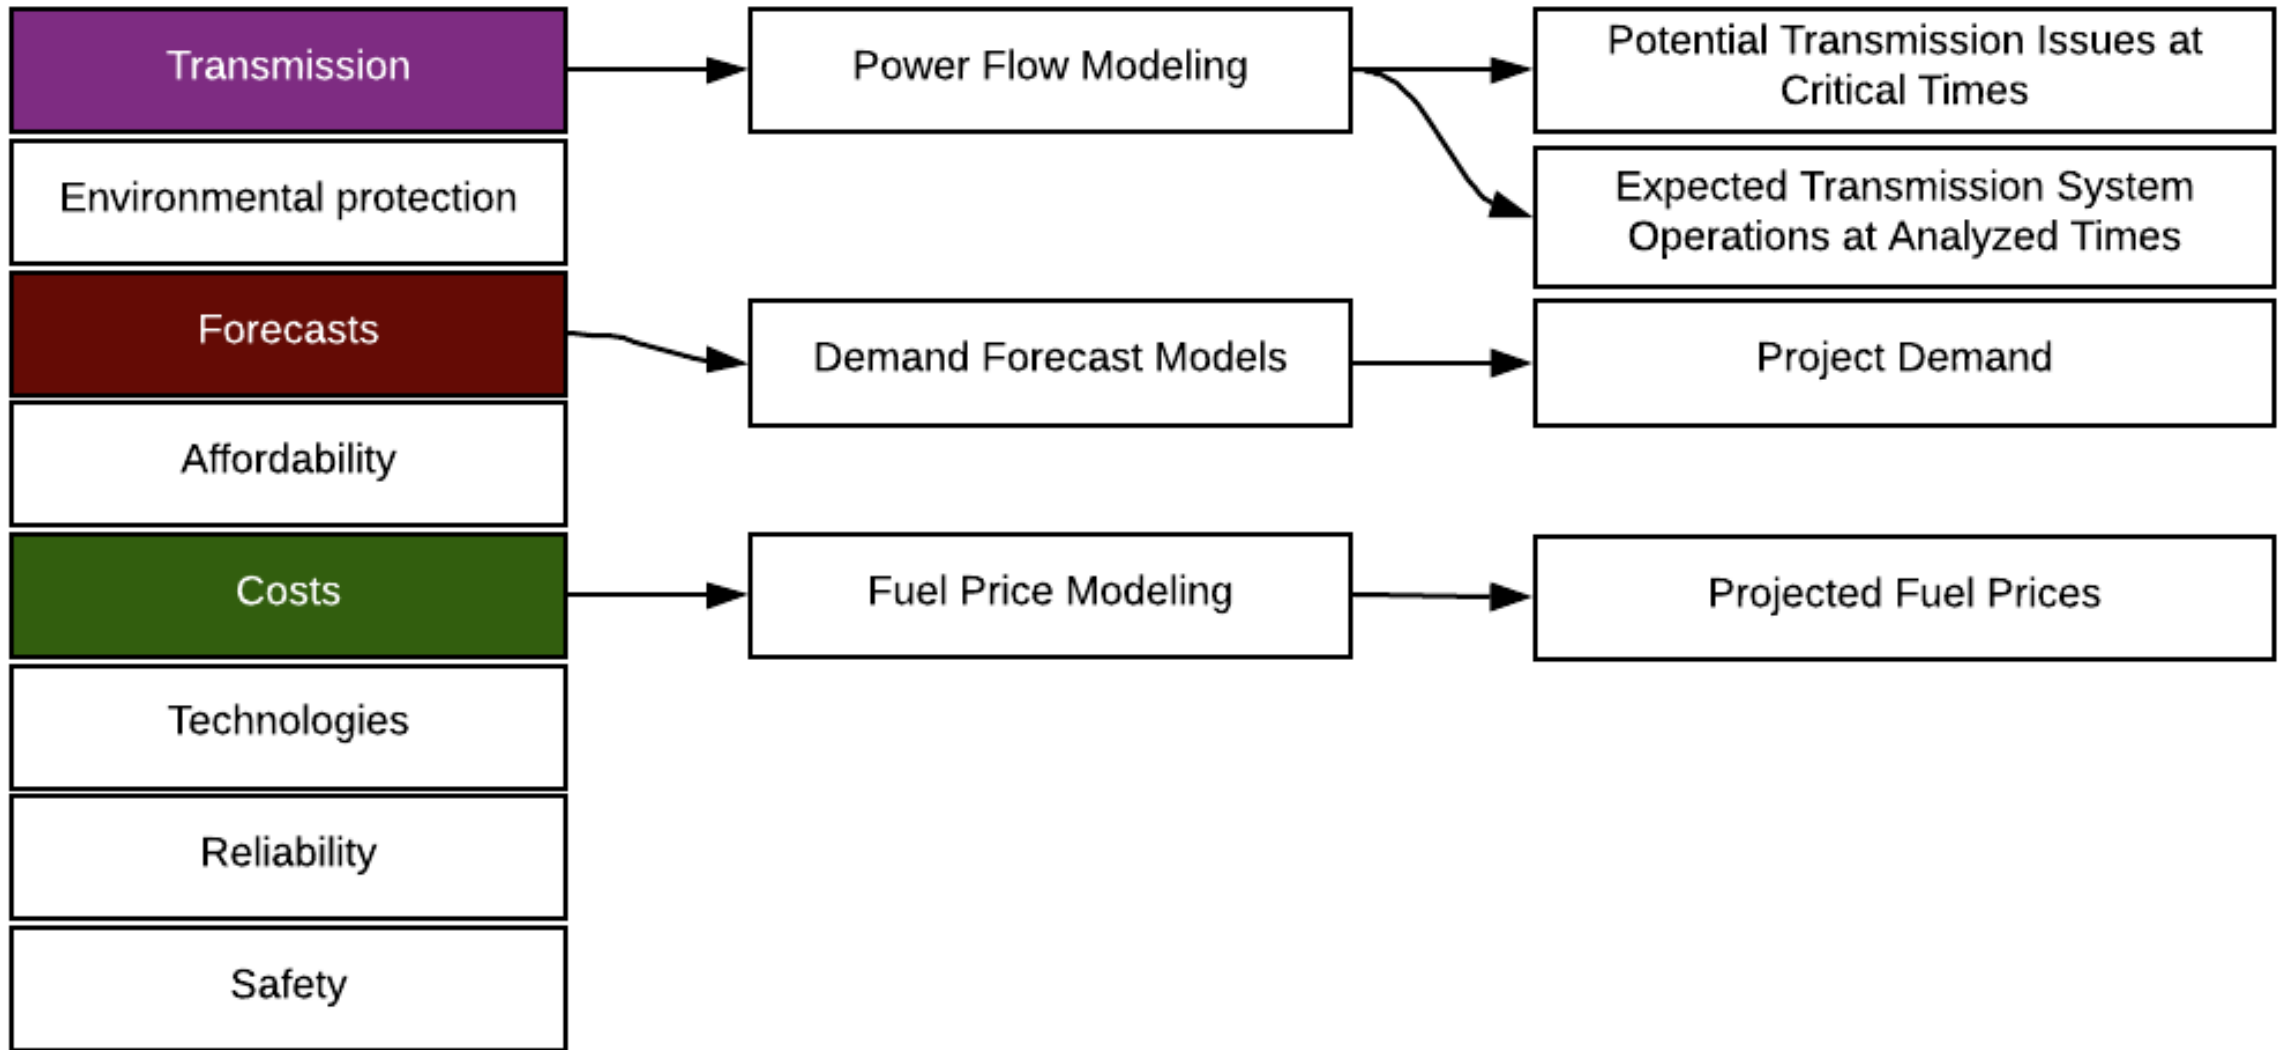 Transmission
Power Flow Modeling
Potential Transmission Issues at
Critical Times
Environmental protection
Expected Transmission System
Operations at Analyzed Times
Forecasts
Demand Forecast Models
Project Demand
Affordability
Costs
Fuel Price Modeling
Projected Fuel Prices
Technologies
Reliability
Safety